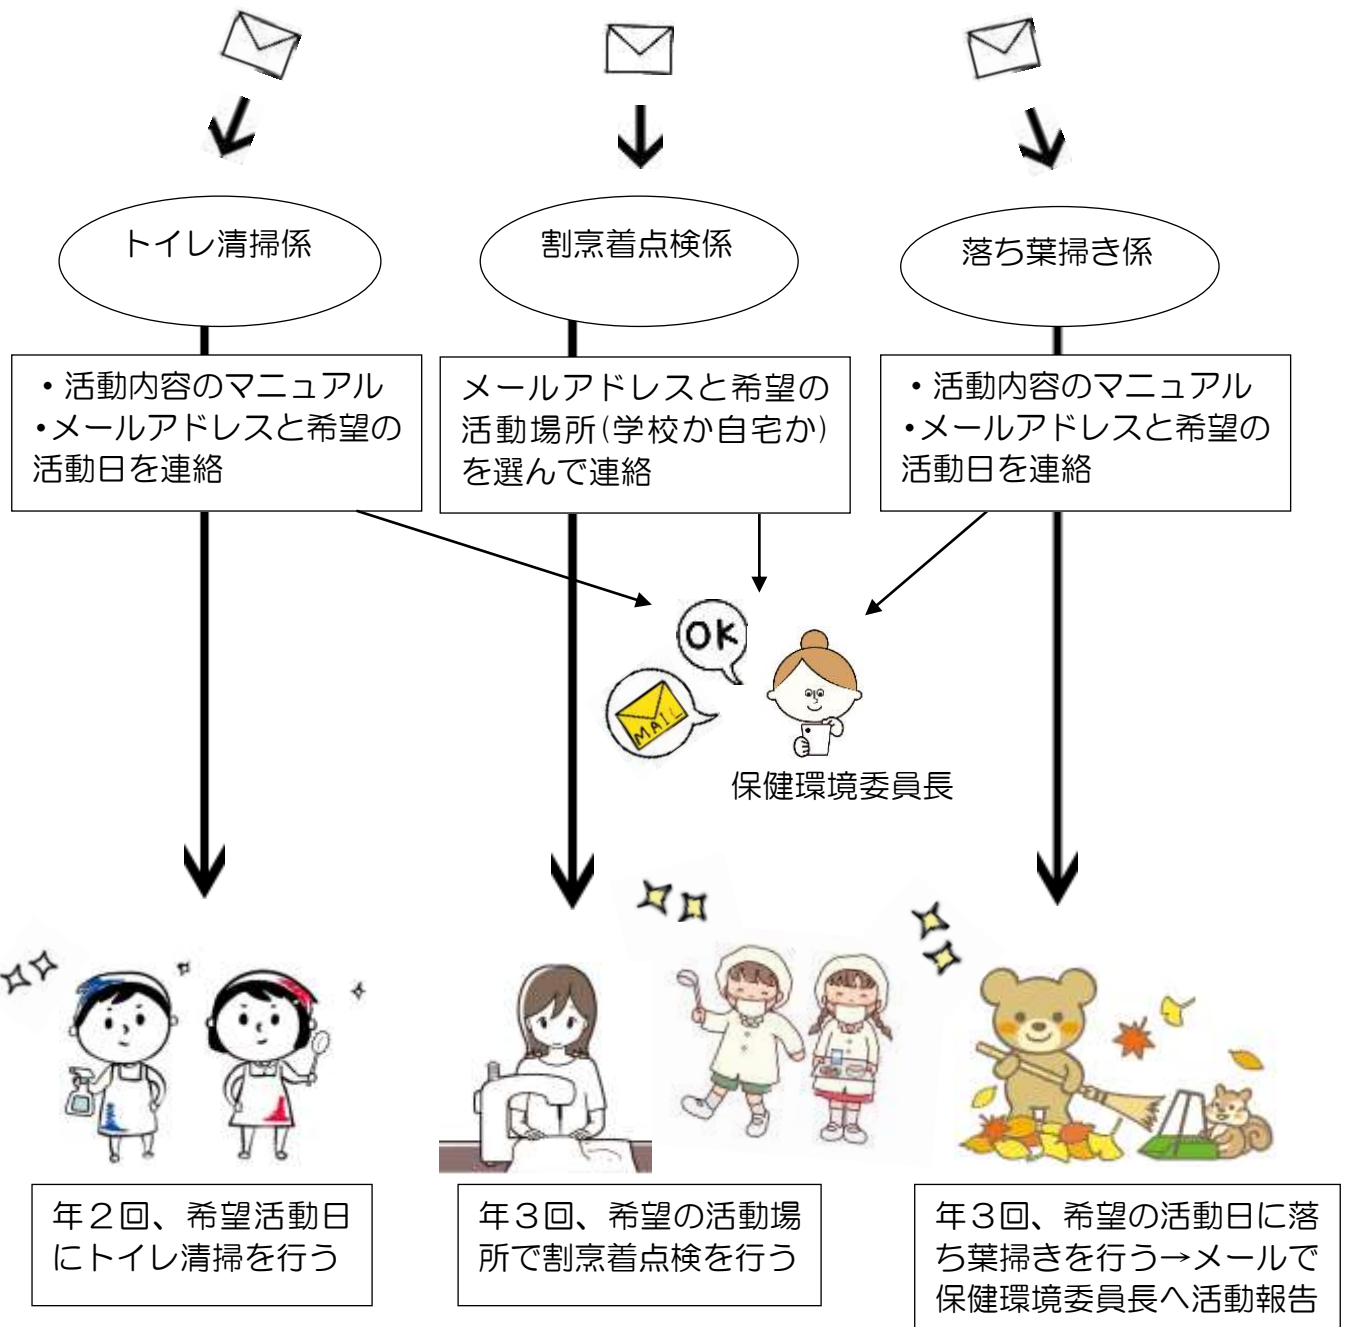 トイレ清掃係
割烹着点検係
落ち葉掃き係
・活動内容のマニュアル
・メールアドレスと希望の
活動日を連絡
メールアドレスと希望の
活動場所(学校か自宅か)
を選んで連絡
・活動内容のマニュアル
・メールアドレスと希望の
活動日を連絡
OK
MAIL
保健環境委員長
年２回、希望活動日
にトイレ清掃を行う
年３回、希望の活動場
所で割烹着点検を行う
年３回、希望の活動日に落
ち葉掃きを行う→メールで
保健環境委員長へ活動報告